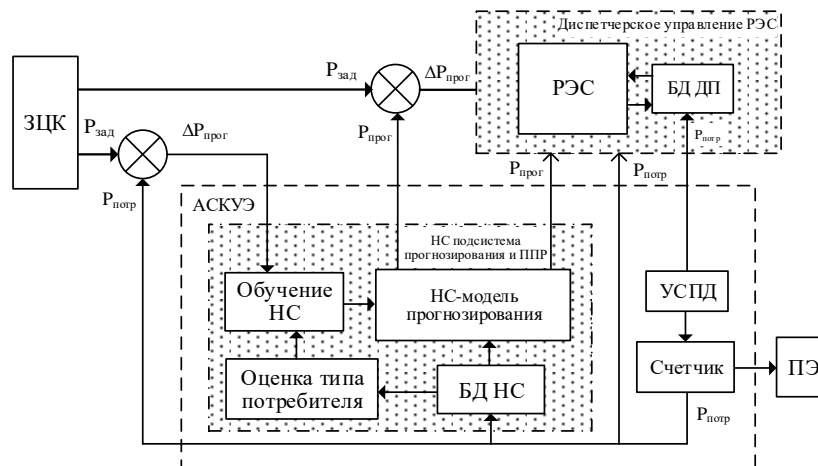 Диспетчерское управление РЭС
ЗЦК
Pзад
ΔPпрог
РЭС
БД ДП
Pзад
ΔPпрог
Pпрог
Pпотр
Pпрог
Pпотр
Pпотр
АСКУЭ
НС подсистема
прогнозирования и ППР
Обучение
НС
НС-модель
прогнозирования
УСПД
Оценка типа
потребителя
БД НС
Счетчик
ПЭ
Pпотр